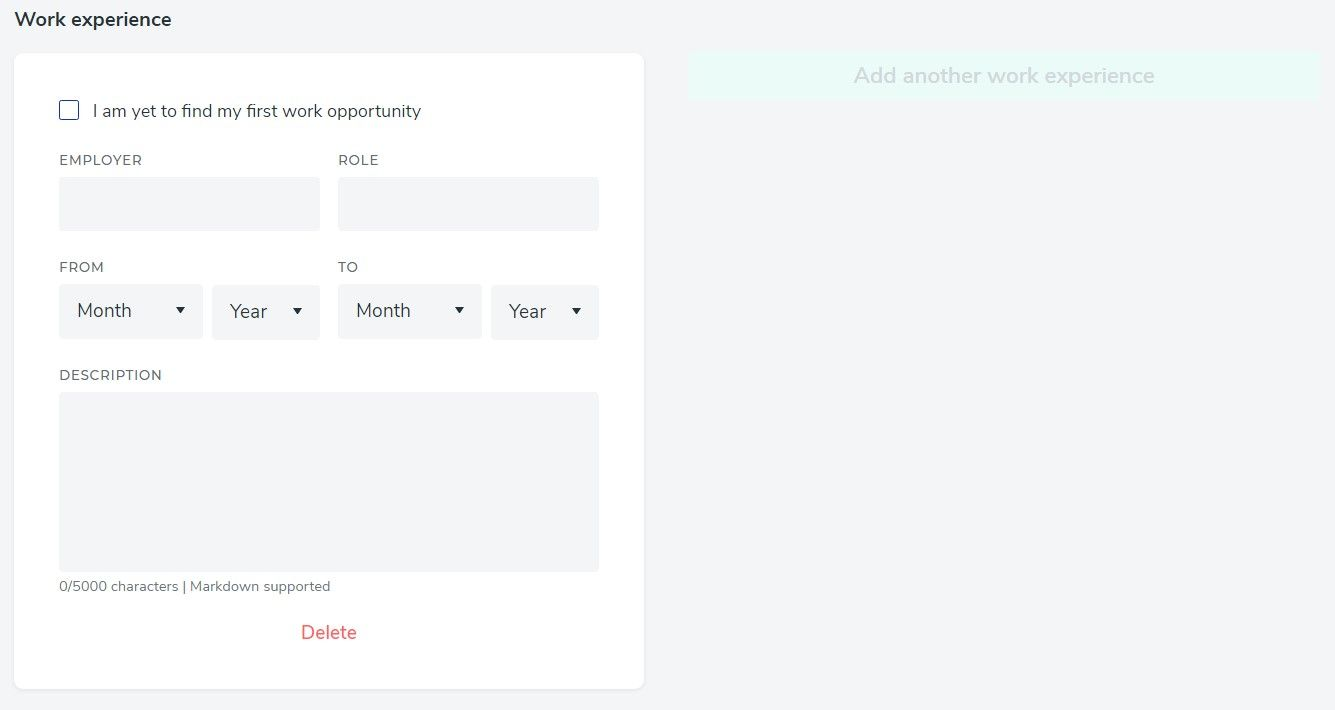 Work experience
Add another work experience
I am yet to find my first work opportunity
EMPLOYER ROLE
FROM TO
Month Year Month Year
DESCRIPTION
0/5000 characters | Markdown supported
Delete